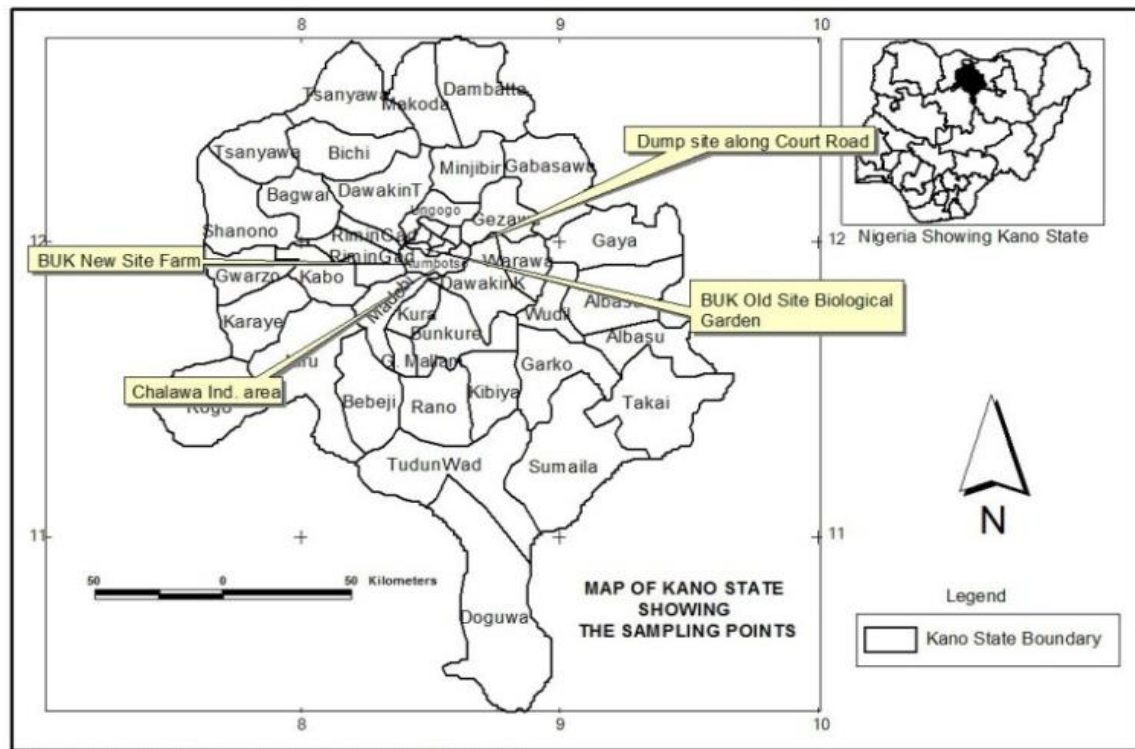 8
9
10
Tsanyawa
Makoda
Dambatta
Dump site along Court Road
Tsanyawa
Bichi
Minjibir
Gabasawa
Bagwai
DawakinT
Ungogo
Gezawa
Shanono
RiminGad
Gaya
Nigeria Showing Kano State
12
12
BUK New Site Farm
RiminGad
Kumbotso
Warawa
Gwarzo
Kabo
DawakinK
Albasu
BUK Old Site Biological
Garden
Madobi
Karaye
Kura
Wudil
Bunkure
Albasu
G. Mallam
Garko
Chalawa Ind. area
Bebeji
Rano
Kibiya
Takai
TudunWad
Sumaila
N
11
11
50
0
50
Kilometers
MAP OF KANO STATE
SHOWING
THE SAMPLING POINTS
Legend
Doguwa
Kano State Boundary
8
9
10